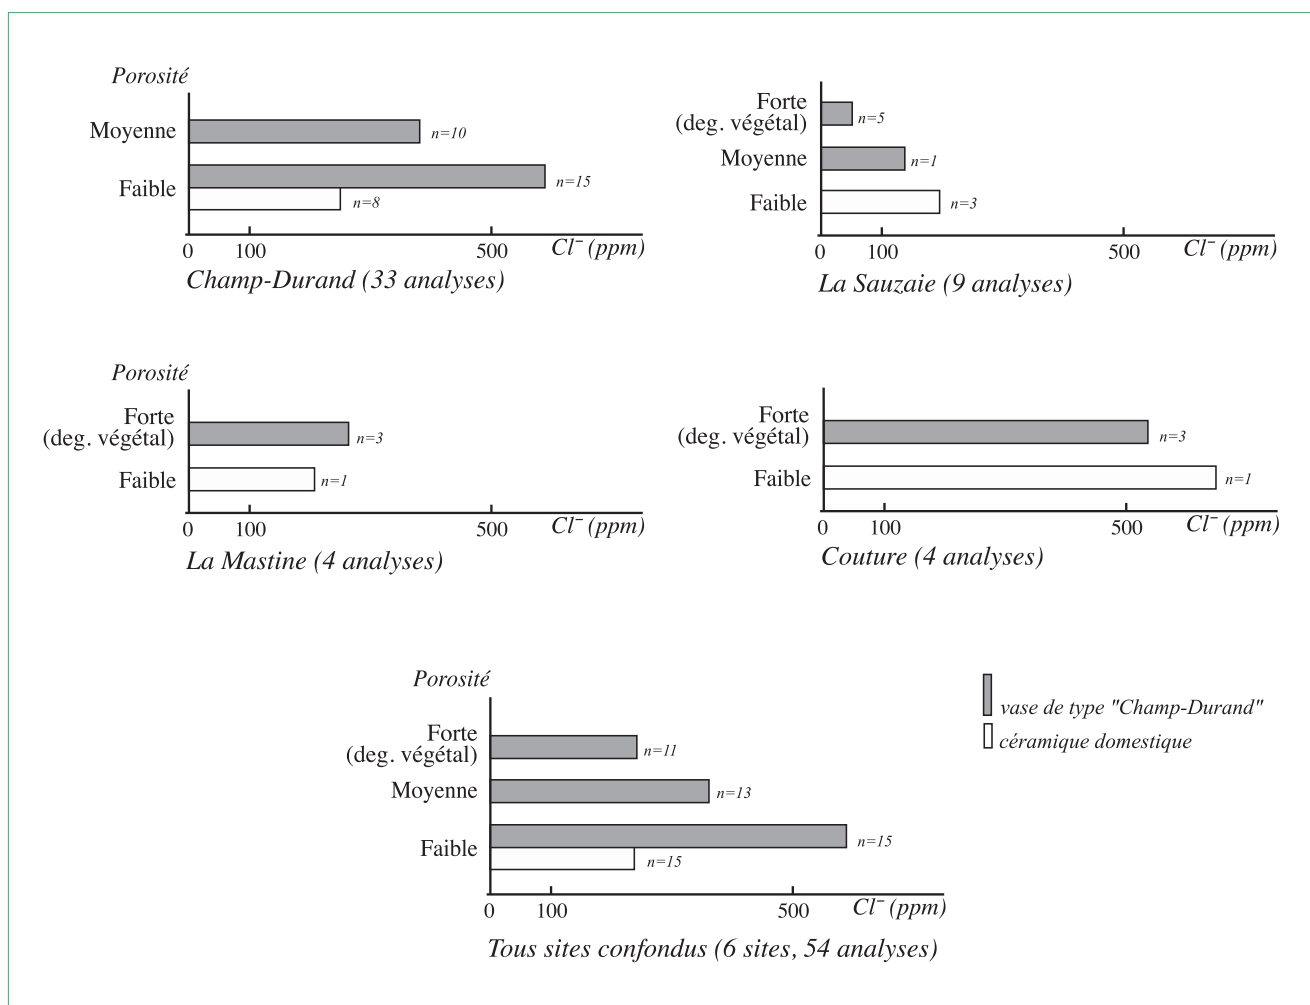 Porosité
Moyenne
n=10
Faible
n=15
n=8
0 100 500 Cl⁻ (ppm)
Champ-Durand (33 analyses)
Forte
(deg. végétal)
n=5
Moyenne
n=1
Faible
n=3
0 100 500 Cl⁻ (ppm)
La Sauzaie (9 analyses)
Porosité
Forte
(deg. végétal)
n=3
Faible
n=1
0 100 500 Cl⁻ (ppm)
La Mastine (4 analyses)
Forte
(deg. végétal)
n=3
Faible
n=1
0 100 500 Cl⁻ (ppm)
Couture (4 analyses)
Porosité
Forte
(deg. végétal)
n=11
Moyenne
n=13
Faible
n=15
n=15
0 100 500 Cl⁻ (ppm)
Tous sites confondus (6 sites, 54 analyses)
vase de type "Champ-Durand"
céramique domestique